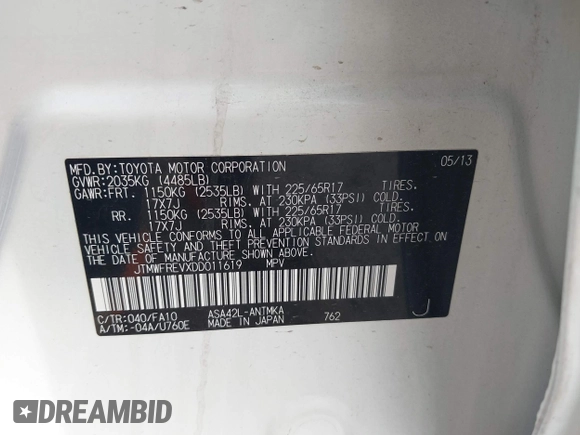 MFD.BY:TOYOTA MOTOR CORPORATION 05/13
GVWR:2035KG (4485LB)
GAWR:FRT. 1150KG (2535LB) WITH 225/65R17 TIRES.
17X7J RIMS. AT 230KPA (33PSI) COLD
RR. 1150KG (2535LB) WITH 225/65R17 TIRES.
17X7J RIMS. AT 230KPA (33PSI) COLD
THIS VEHICLE CONFORMS TO ALL APPLICABLE FEDERAL MOTOR
VEHICLE SAFETY AND THEFT PREVENTION STANDARDS IN EFFECT
ON THE DATE OF MANUFACTURE SHOWN ABOVE.
JTMWFREVXDD011619 MPV
C/TR:040/FA10 ASA42L-ANTMKA J
A/TM:-04A/U760E MADE IN JAPAN 762
DREAMBID